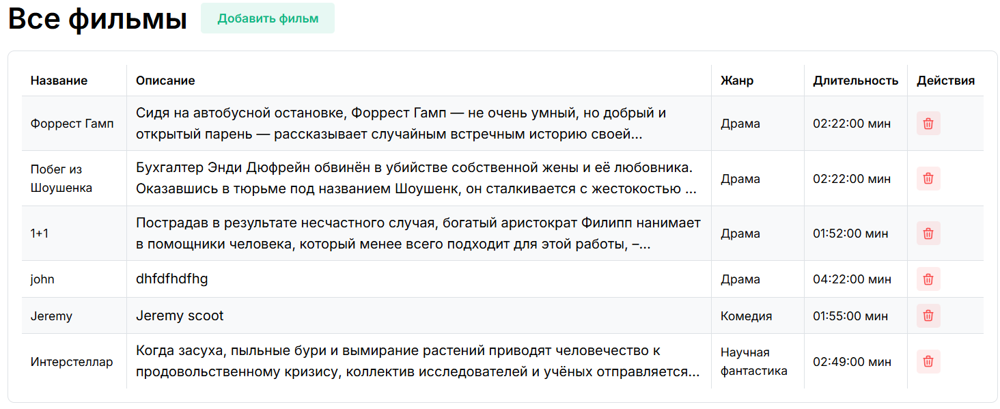 Все фильмы
Добавить фильм
Название Описание Жанр Длительность Действия
Форрест Гамп
Сидя на автобусной остановке, Форрест Гамп — не очень умный, но добрый и
открытый парень — рассказывает случайным встречным историю своей...
Драма
02:22:00 мин
Побег из
Шоушенка
Бухгалтер Энди Дюфрейн обвинён в убийстве собственной жены и её любовника.
Оказавшись в тюрьме под названием Шоушенк, он сталкивается с жестокостью ...
Драма
02:22:00 мин
1+1
Пострадав в результате несчастного случая, богатый аристократ Филипп нанимает
в помощники человека, который менее всего подходит для этой работы, –...
Драма
01:52:00 мин
john
dhfdfhdfhg
Драма
04:22:00 мин
Jeremy
Jeremy scoot
Комедия
01:55:00 мин
Интерстеллар
Когда засуха, пыльные бури и вымирание растений приводят человечество к
продовольственному кризису, коллектив исследователей и учёных отправляется...
Научная
фантастика
02:49:00 мин